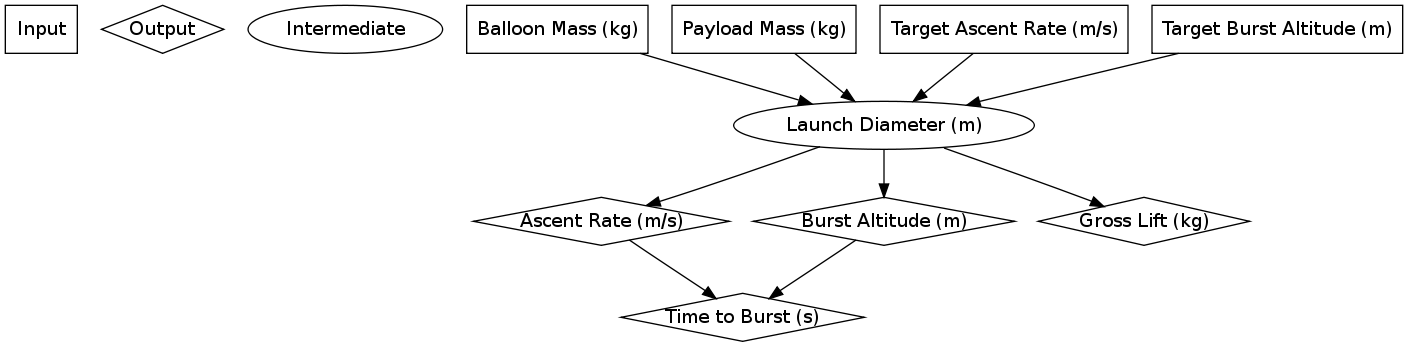 Input
Output
Intermediate
Balloon Mass (kg)
Payload Mass (kg)
Target Ascent Rate (m/s)
Target Burst Altitude (m)
Launch Diameter (m)
Ascent Rate (m/s)
Burst Altitude (m)
Gross Lift (kg)
Time to Burst (s)